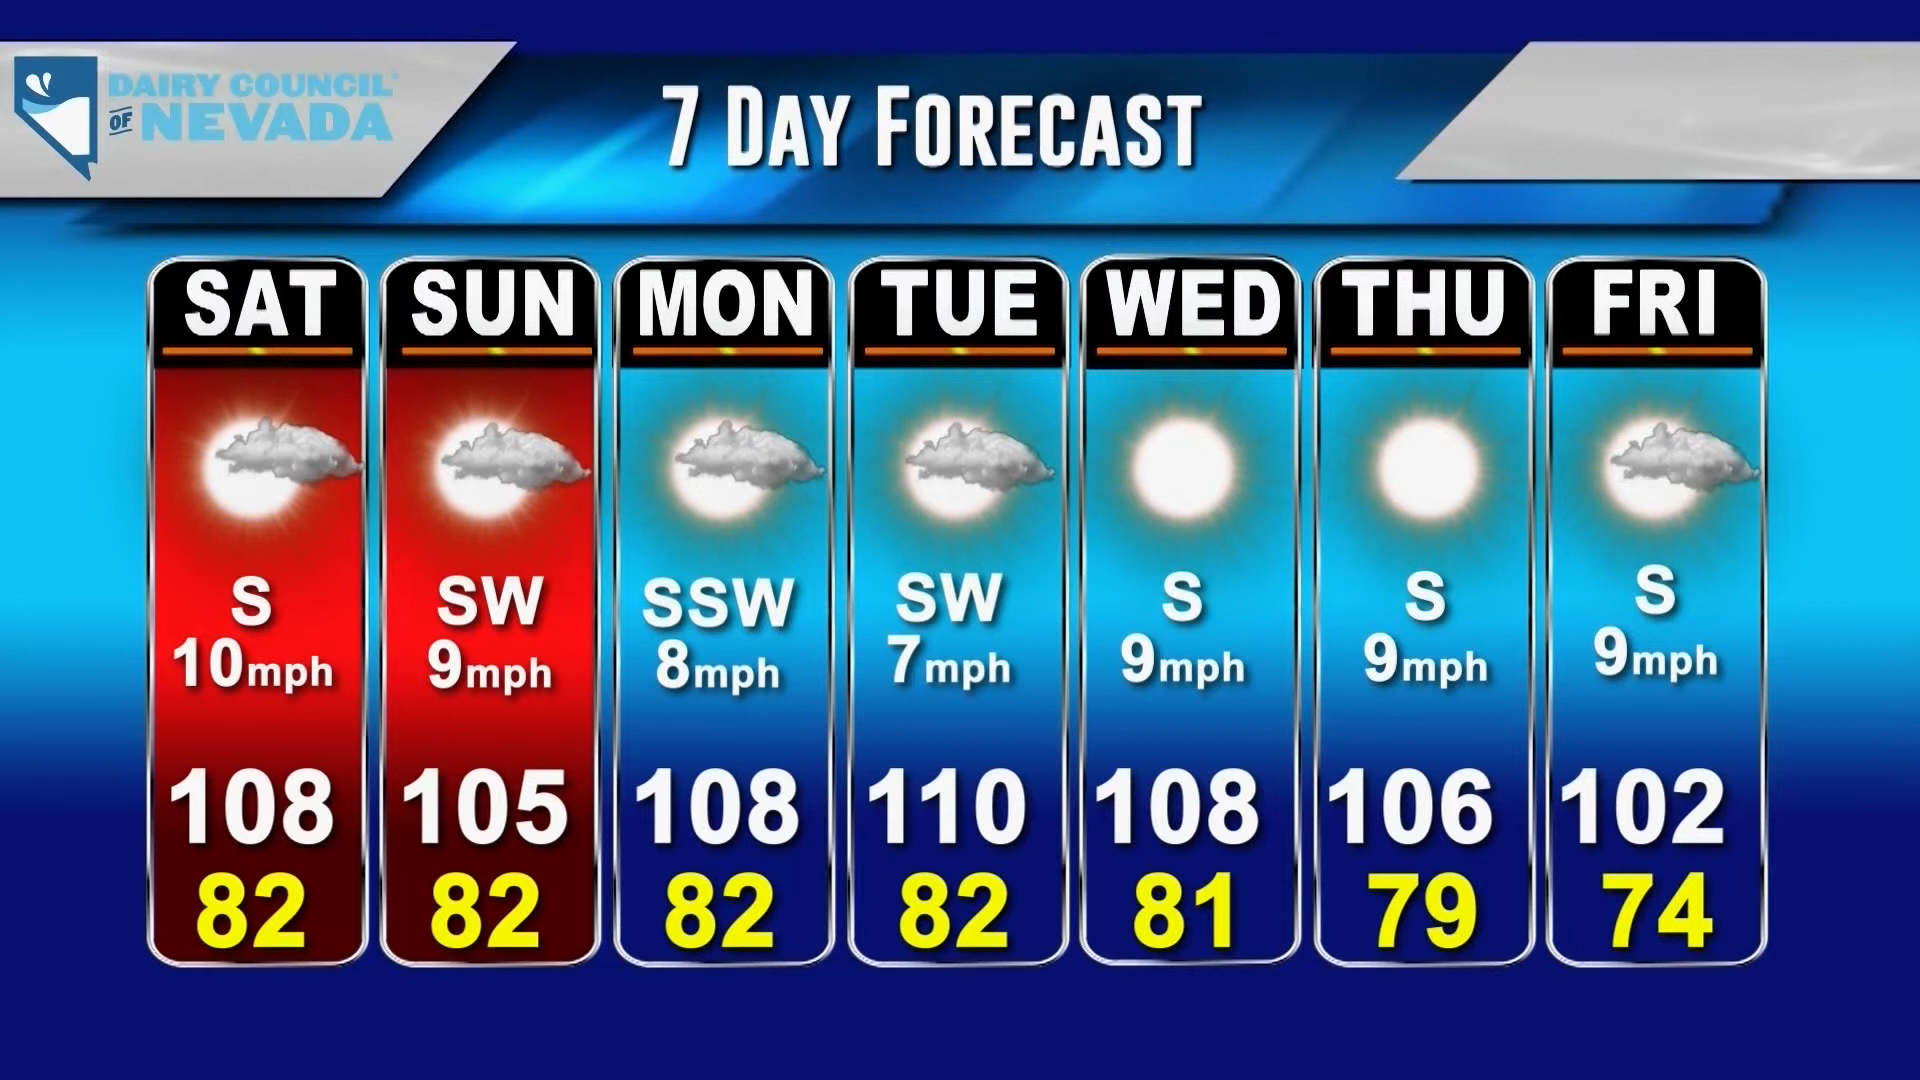 DAIRY COUNCIL
OF NEVADA
7 DAY FORECAST
SAT SUN MON TUE WED THU FRI
S SW SSW SW S S S
10mph 9mph 8mph 7mph 9mph 9mph 9mph
108 105 108 110 108 106 102
82 82 82 82 81 79 74